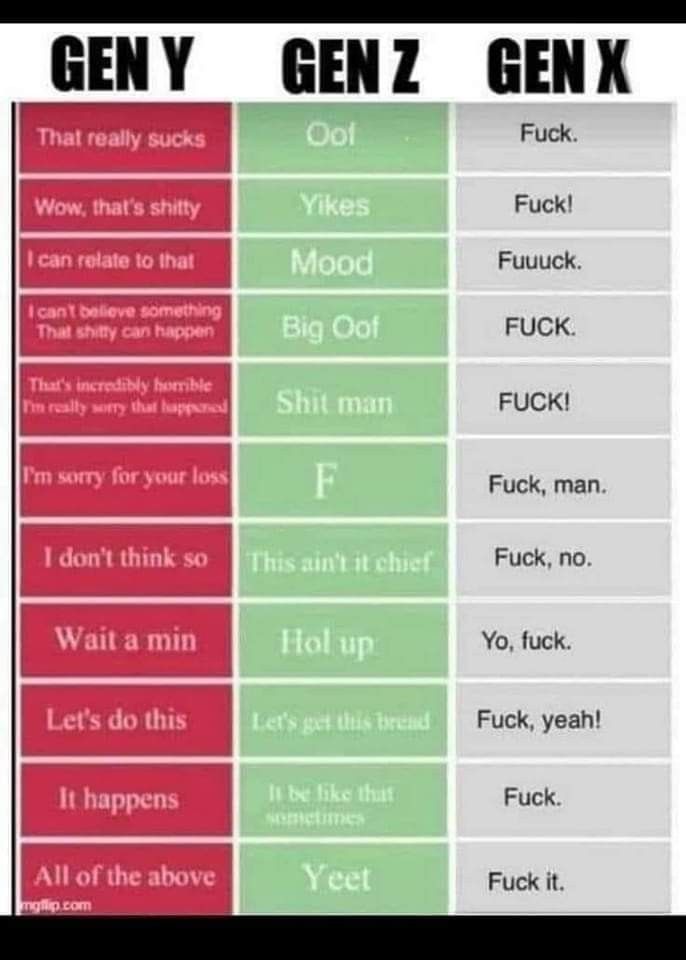 GEN Y GEN Z GEN X
That really sucks Oof Fuck.
Wow, that's shitty Yikes Fuck!
I can relate to that Mood Fuuuck.
I can't believe something
That shitty can happen Big Oof FUCK.
That's incredibly horrible
I'm really sorry that happened Shit man FUCK!
I'm sorry for your loss F Fuck, man.
I don't think so This ain't it chief Fuck, no.
Wait a min Hol up Yo, fuck.
Let's do this Let's get this bread Fuck, yeah!
It happens It be like that
sometimes Fuck.
All of the above Yeet Fuck it.
imgflip.com